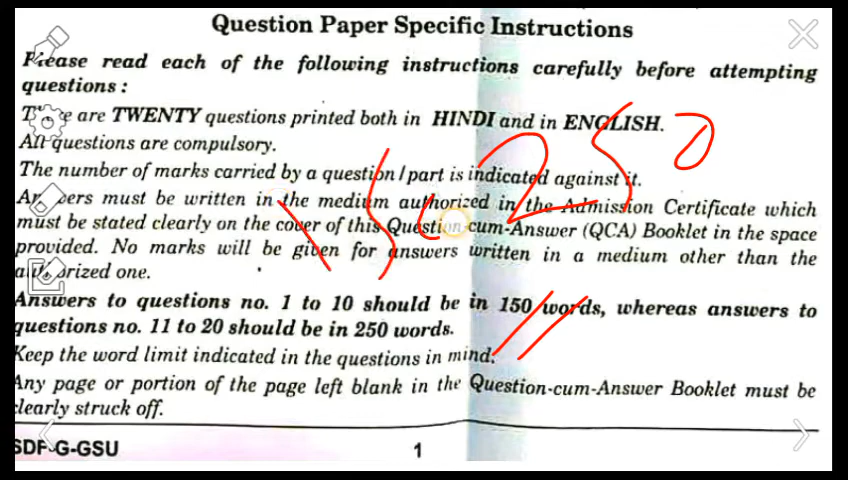 Question Paper Specific Instructions
Please read each of the following instructions carefully before attempting
questions :
There are TWENTY questions printed both in HINDI and in ENGLISH.
All questions are compulsory.
The number of marks carried by a question / part is indicated against it.
Answers must be written in the medium authorized in the Admission Certificate which
must be stated clearly on the cover of this Question-cum-Answer (QCA) Booklet in the space
provided. No marks will be given for answers written in a medium other than the
authorized one.
Answers to questions no. 1 to 10 should be in 150 words, whereas answers to
questions no. 11 to 20 should be in 250 words.
Keep the word limit indicated in the questions in mind.
Any page or portion of the page left blank in the Question-cum-Answer Booklet must be
clearly struck off.
SDF-G-GSU 1
250